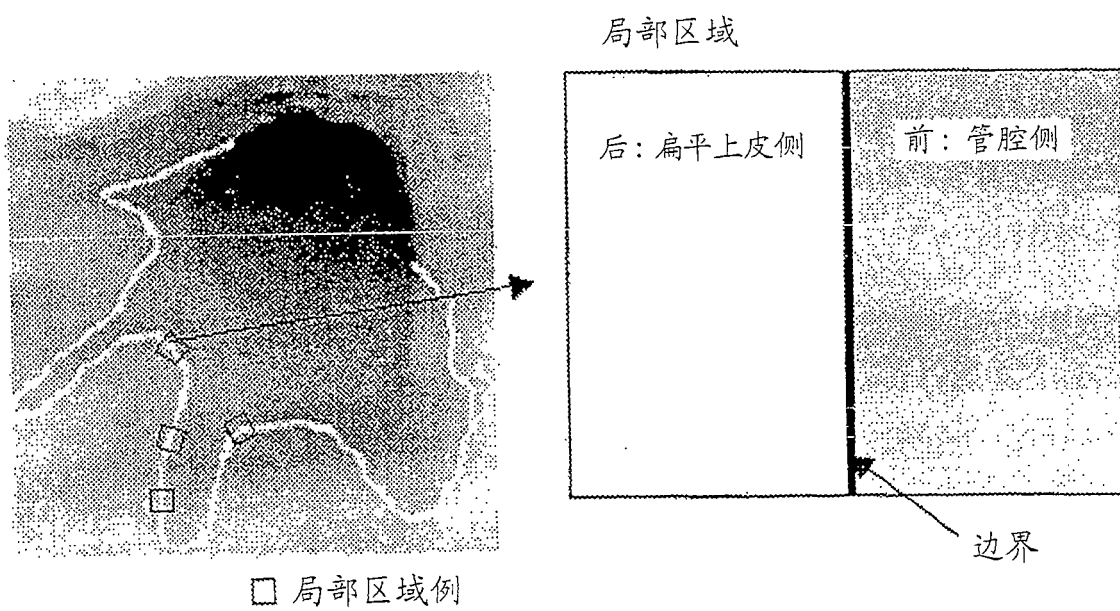 局部区域
后: 扁平上皮侧
前: 管腔侧
边界
局部区域例